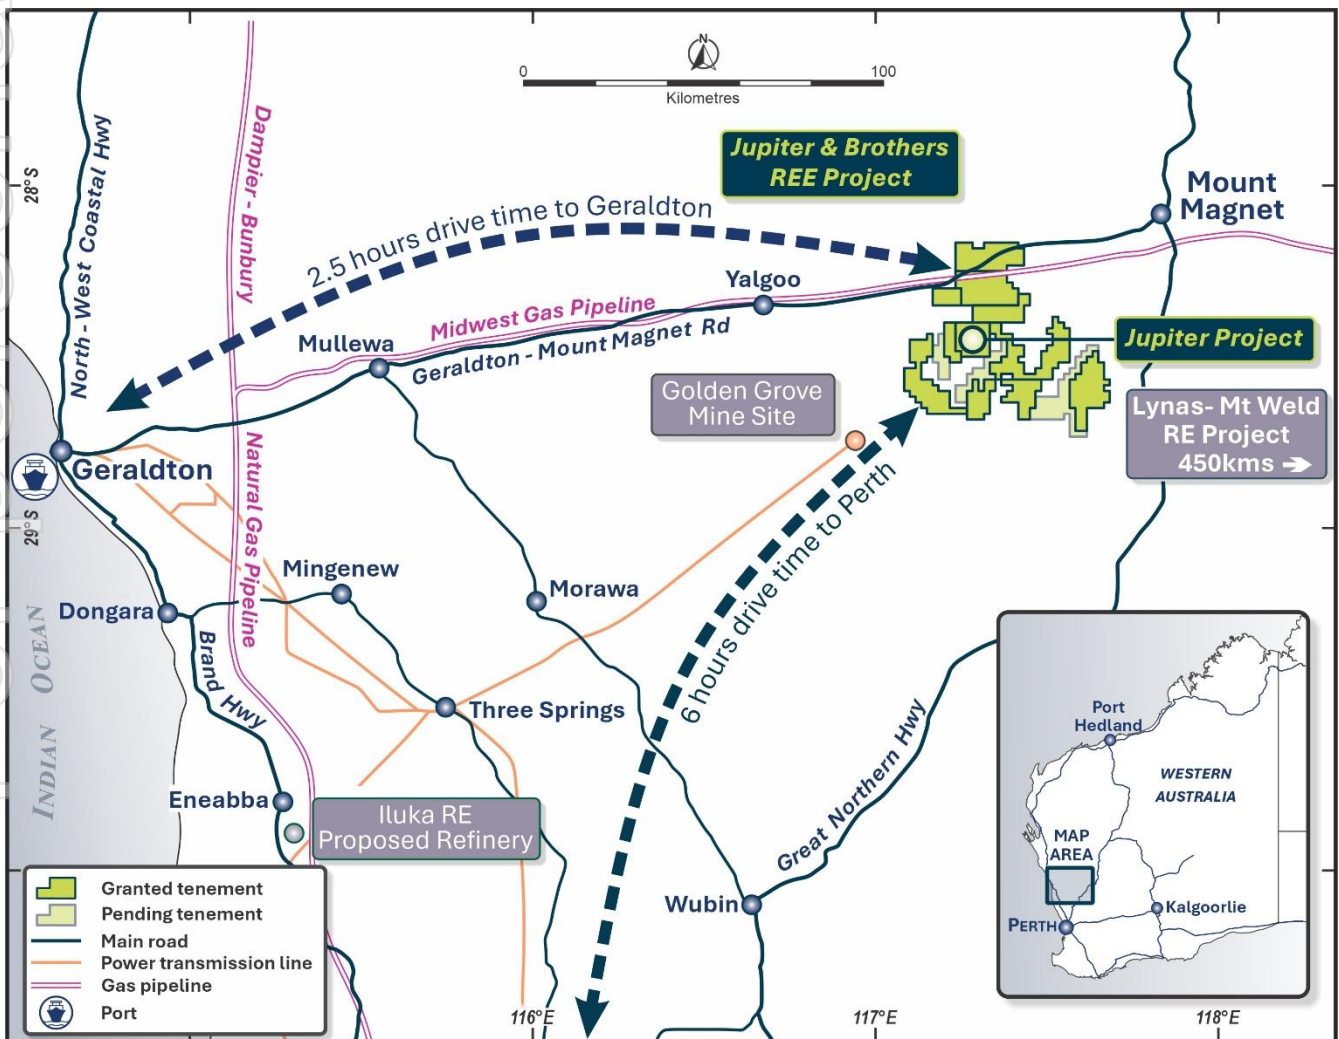 N
0 100
Kilometres
North-West Coastal Hwy
Dampier - Bunbury
Natural Gas Pipeline
28°S
29°S
Jupiter & Brothers
REE Project
Mount
Magnet
2.5 hours drive time to Geraldton
Yalgoo
Midwest Gas Pipeline
Mullewa
Geraldton - Mount Magnet Rd
Jupiter Project
Golden Grove
Mine Site
Lynas- Mt Weld
RE Project
450kms
Geraldton
6 hours drive time to Perth
Mingenew
Morawa
Dongara
INDIAN OCEAN
Brand Hwy
Three Springs
Great Northern Hwy
Eneabba
Iluka RE
Proposed Refinery
Wubin
Port
Hedland
WESTERN
AUSTRALIA
MAP
AREA
Kalgoorlie
PERTH
Granted tenement
Pending tenement
Main road
Power transmission line
Gas pipeline
Port
116°E
117°E
118°E